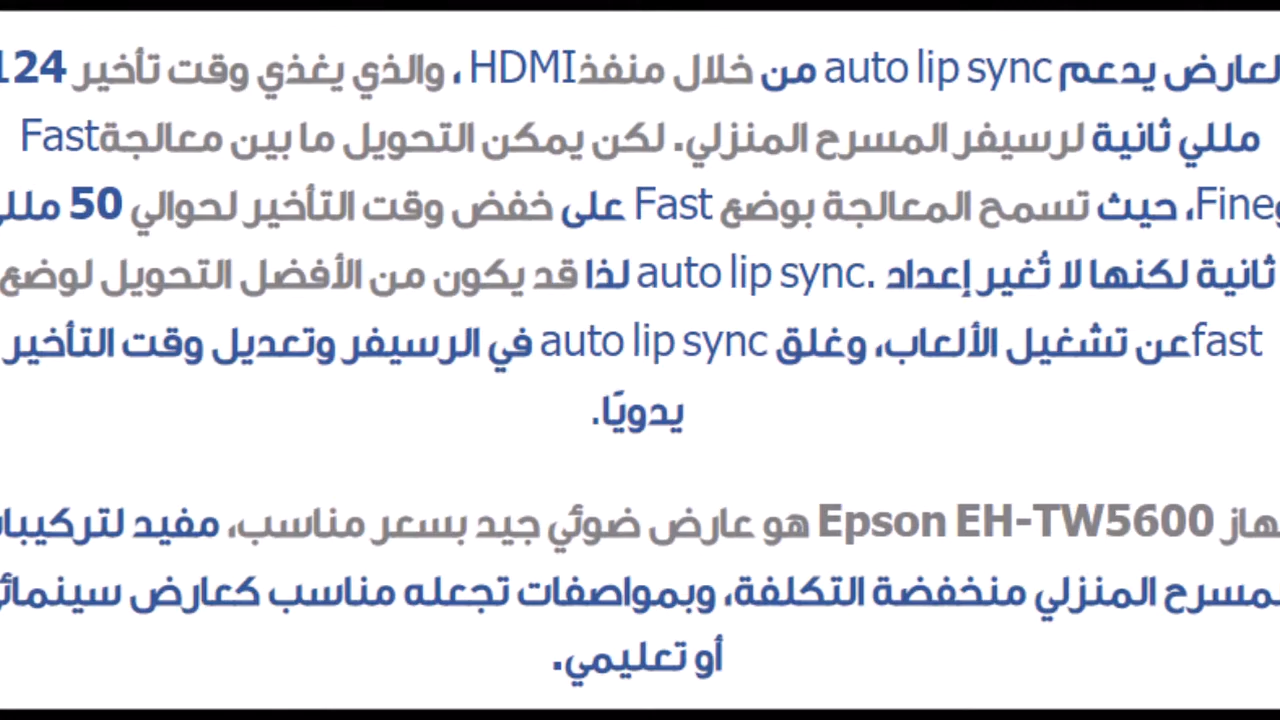 لعارض يدعم auto lip sync من خلال منفذHDMI ، والذي يغذي وقت تأخير 124
مللي ثانية لرسيفر المسرح المنزلي. لكن يمكن التحويل ما بين معالجةFast
وFine، حيث تسمح المعالجة بوضع Fast على خفض وقت التأخير لحوالي 50 مللي
ثانية لكنها لا تُغير إعداد .auto lip sync لذا قد يكون من الأفضل التحويل لوضع
fastعن تشغيل الألعاب، وغلق auto lip sync في الرسيفر وتعديل وقت التأخير
يدويًا.
هاز Epson EH-TW5600 هو عارض ضوئي جيد بسعر مناسب، مفيد لتركيبات
لمسرح المنزلي منخفضة التكلفة، وبمواصفات تجعله مناسب كعارض سينمائي
أو تعليمي.